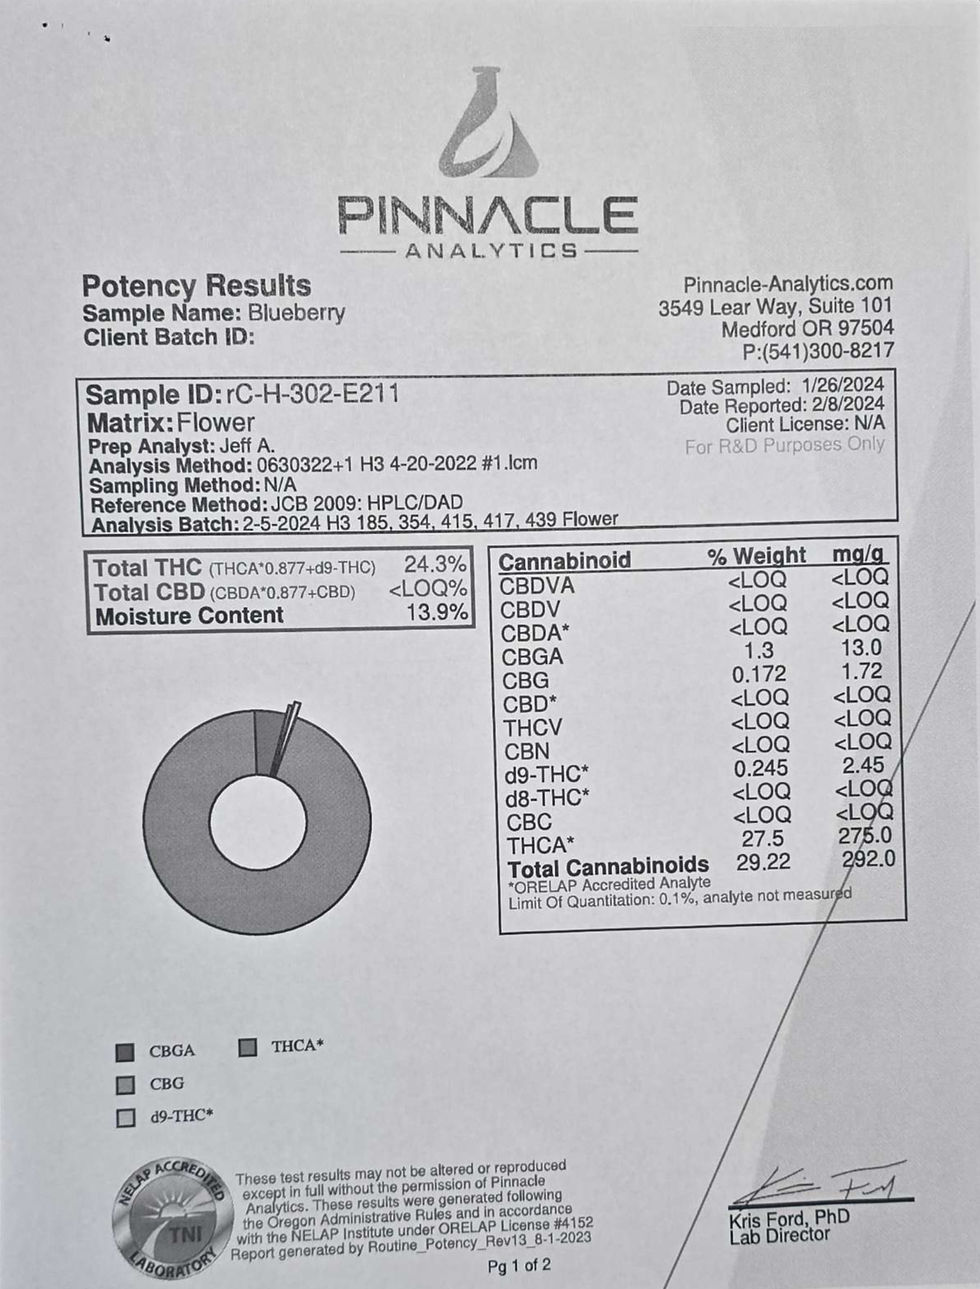 PINNACLE
ANALYTICS
Potency Results
Sample Name: Blueberry
Client Batch ID:
Pinnacle-Analytics.com
3549 Lear Way, Suite 101
Medford OR 97504
P:(541)300-8217
Sample ID: rC-H-302-E211
Matrix: Flower
Prep Analyst: Jeff A.
Analysis Method: 0630322+1 H3 4-20-2022 #1.lcm
Sampling Method: N/A
Reference Method: JCB 2009: HPLC/DAD
Analysis Batch: 2-5-2024 H3 185, 354, 415, 417, 439 Flower
Date Sampled: 1/26/2024
Date Reported: 2/8/2024
Client License: N/A
For R&D Purposes Only
Total THC (THCA*0.877+d9-THC) 24.3%
Total CBD (CBDA*0.877+CBD) <LOQ%
Moisture Content 13.9%
Cannabinoid % Weight mg/g
CBDVA <LOQ <LOQ
CBDV <LOQ <LOQ
CBDA* <LOQ <LOQ
CBGA 1.3 13.0
CBG 0.172 1.72
CBD* <LOQ <LOQ
THCV <LOQ <LOQ
CBN <LOQ <LOQ
d9-THC* 0.245 2.45
d8-THC* <LOQ <LOQ
CBC <LOQ <LOQ
THCA* 27.5 275.0
Total Cannabinoids 29.22 292.0
*ORELAP Accredited Analyte
Limit Of Quantitation: 0.1%, analyte not measured
CBGA THCA*
CBG
d9-THC*
NELAP ACCREDITED
TNI
LABORATORY
These test results may not be altered or reproduced
except in full without the permission of Pinnacle
Analytics. These results were generated following
the Oregon Administrative Rules and in accordance
with the NELAP Institute under ORELAP License #4152
Report generated by Routine_Potency_Rev13_8-1-2023
Pg 1 of 2
Kris Ford, PhD
Lab Director